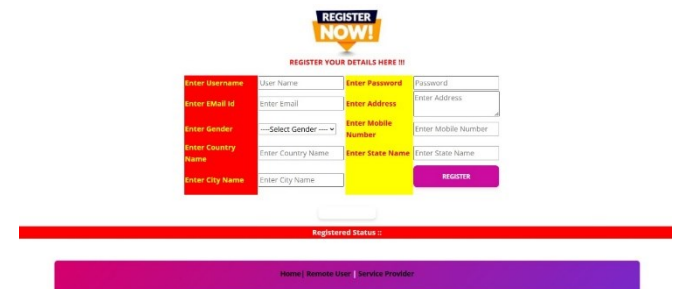 REGISTER
NOW!
REGISTER YOUR DETAILS HERE !!!
Enter Username User Name Enter Password Password
Enter EMail Id Enter Email Enter Address Enter Address
Enter Gender ----Select Gender ---- Enter Mobile Number Enter Mobile Number
Enter Country Name Enter Country Name Enter State Name Enter State Name
Enter City Name Enter City Name REGISTER
Registered Status ::
Home| Remote User | Service Provider